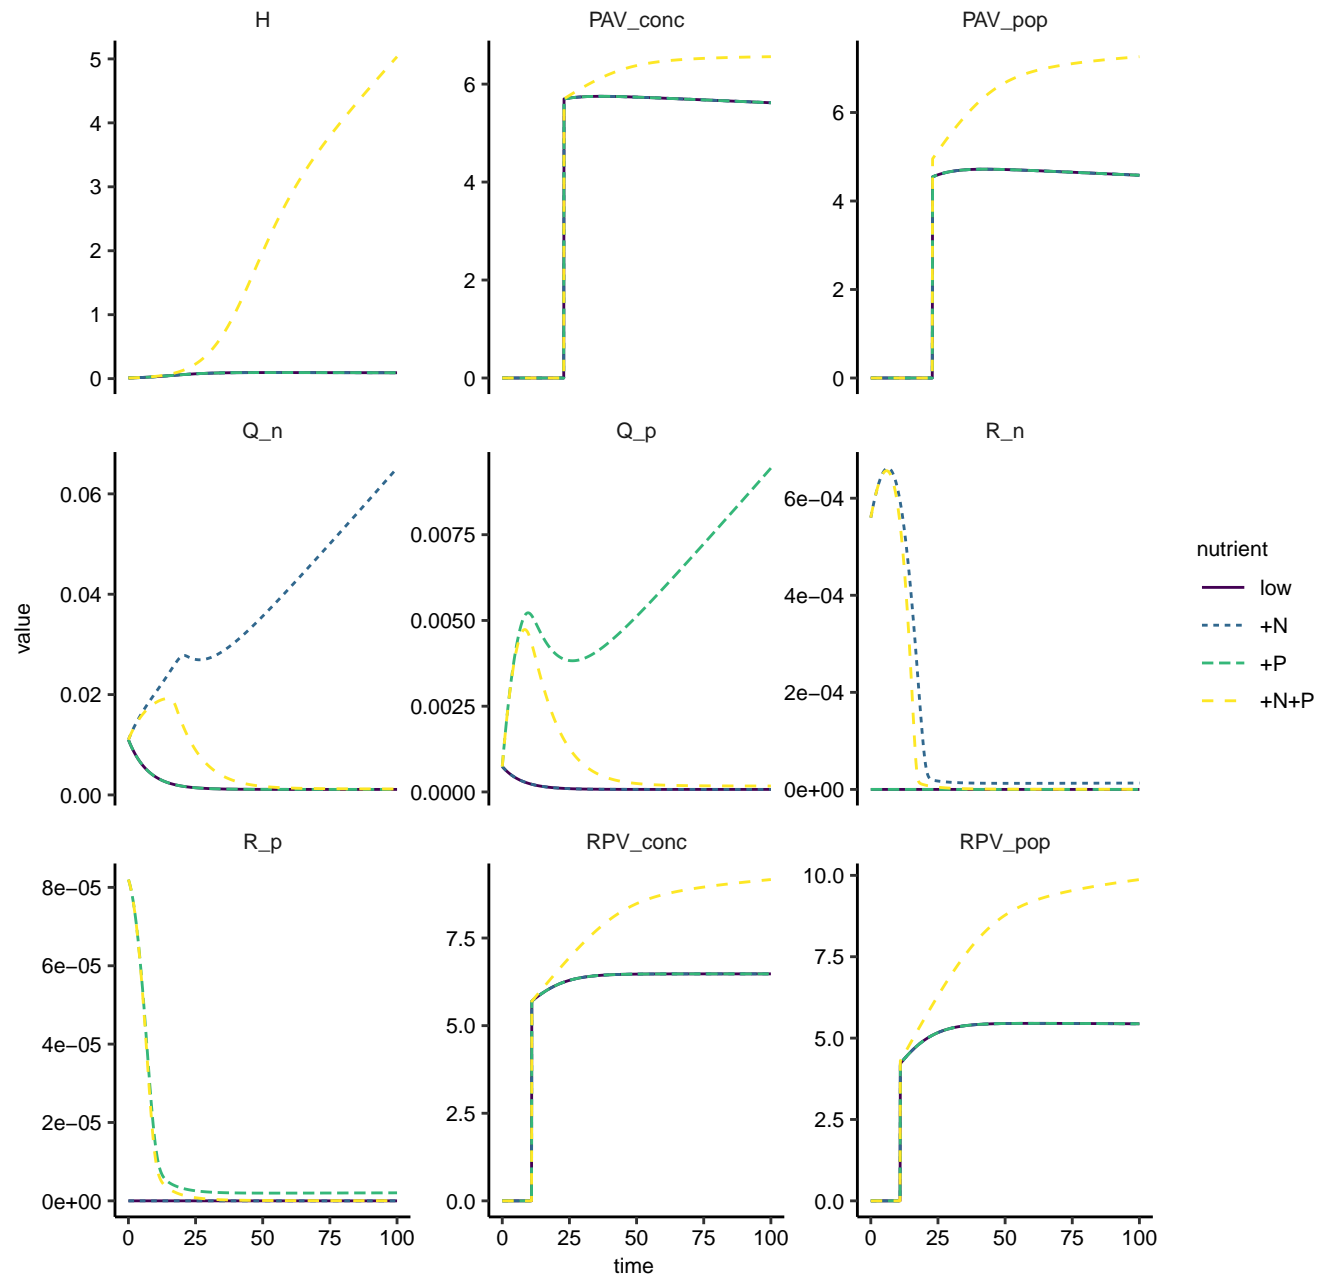 H
PAV_conc
PAV_pop
5
4
3
2
1
0
6
4
2
0
6
4
2
0
Q_n
Q_p
R_n
0.06
0.04
0.02
0.00
0.0075
0.0050
0.0025
0.0000
6e−04
4e−04
2e−04
0e+00
value
nutrient
low
+N
+P
+N+P
R_p
RPV_conc
RPV_pop
8e−05
6e−05
4e−05
2e−05
0e+00
7.5
5.0
2.5
0.0
10.0
7.5
5.0
2.5
0.0
0 25 50 75 100
0 25 50 75 100
0 25 50 75 100
time